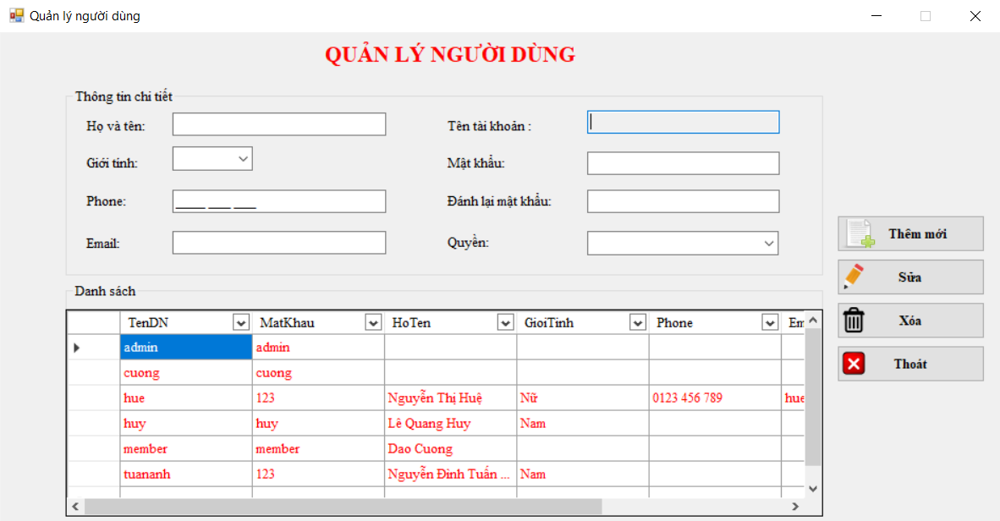 Quản lý người dùng
QUẢN LÝ NGƯỜI DÙNG
Thông tin chi tiết
Họ và tên:
Tên tài khoản :
Giới tính:
Mật khẩu:
Phone:
____ ___ ___
Đánh lại mật khẩu:
Email:
Quyền:
Thêm mới
Sửa
Xóa
Thoát
Danh sách
TenDN MatKhau HoTen GioiTinh Phone Em
admin admin
cuong cuong
hue 123 Nguyễn Thị Huệ Nữ 0123 456 789 hue
huy huy Lê Quang Huy Nam
member member Dao Cuong
tuananh 123 Nguyễn Đình Tuấn ... Nam